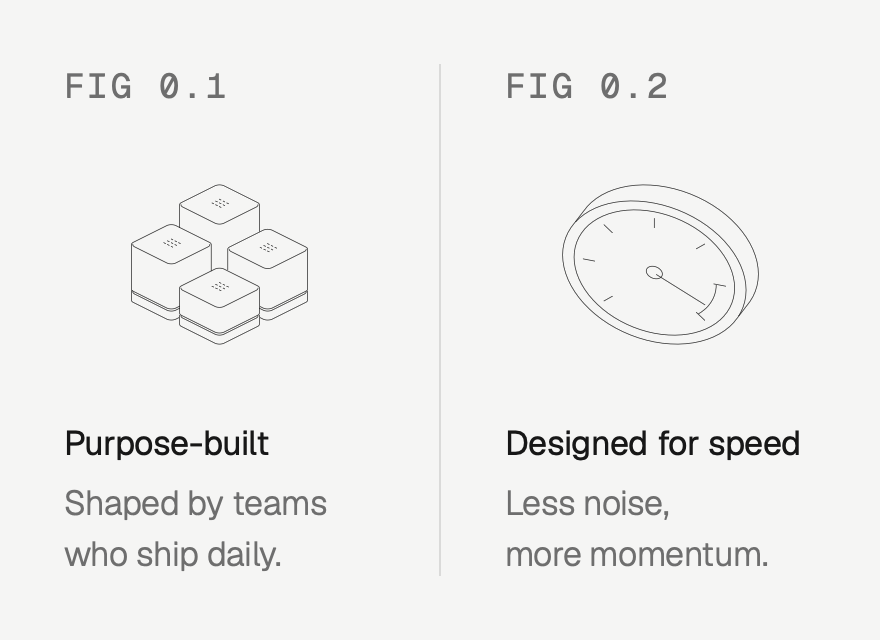 FIG 0.1
Purpose-built
Shaped by teams
who ship daily.
FIG 0.2
Designed for speed
Less noise,
more momentum.